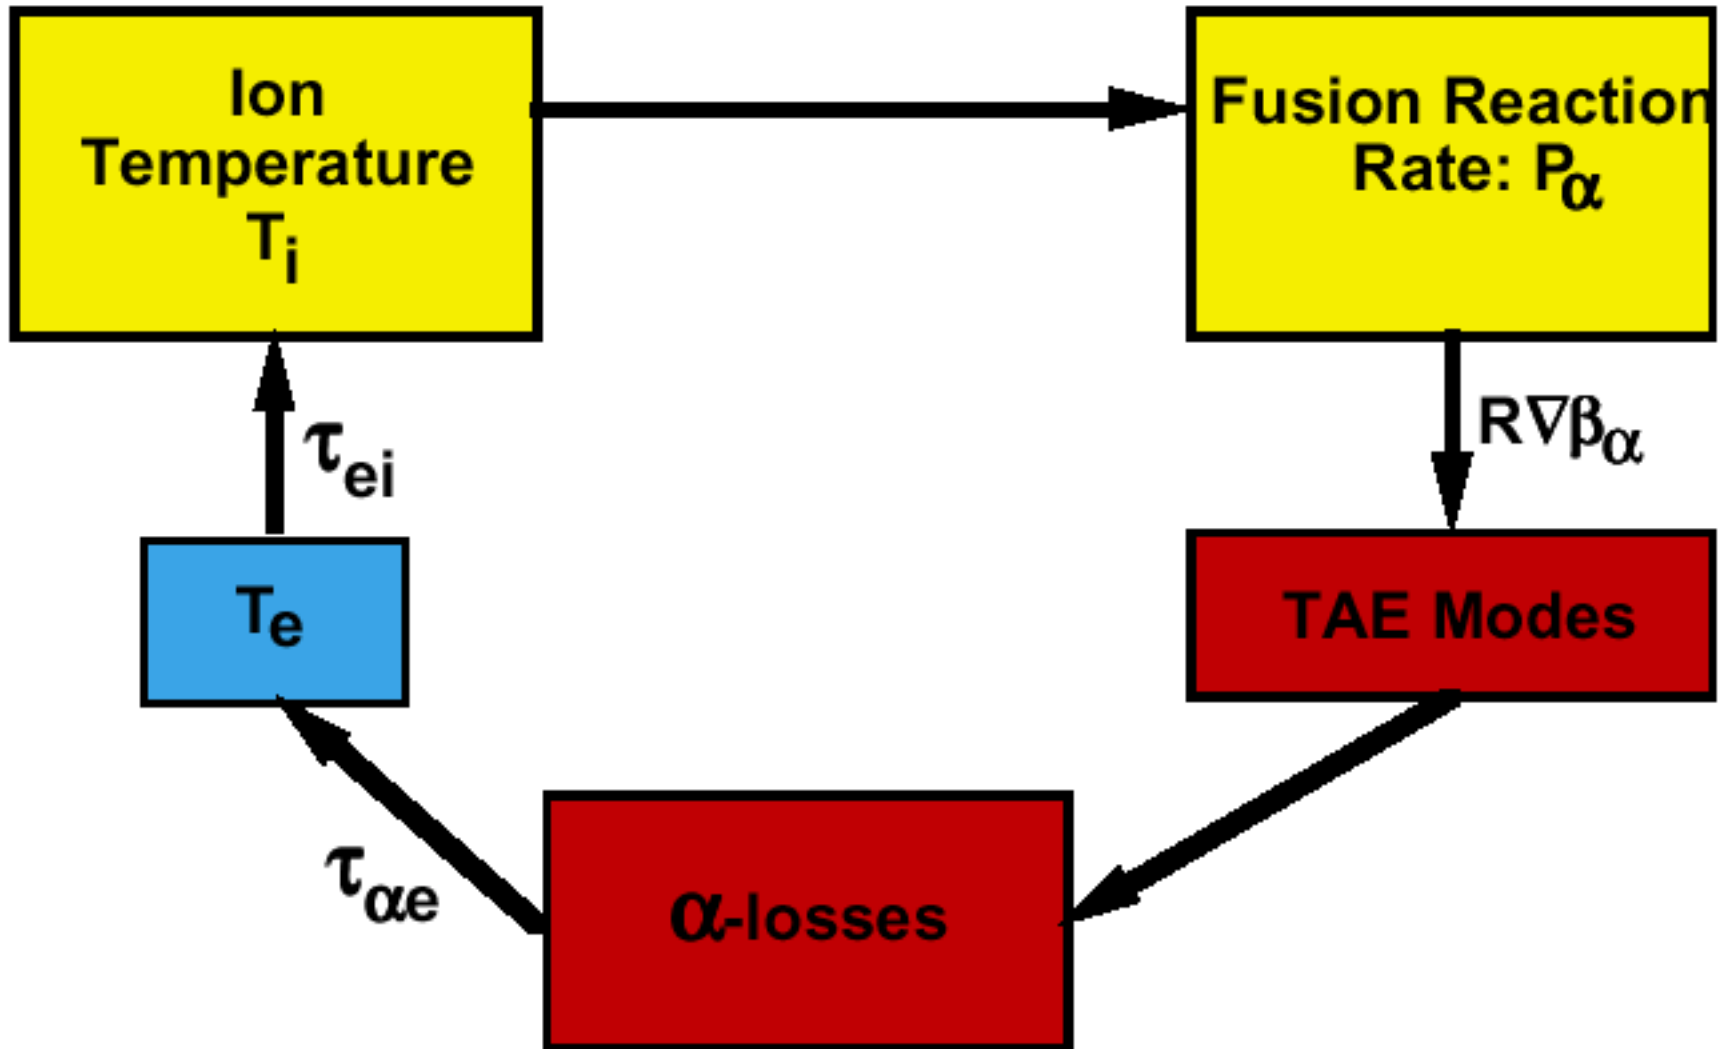 Ion
Temperature
Tᵢ
Fusion Reaction
Rate: Pα
R∇βα
TAE Modes
α-losses
ταe
Te
τei